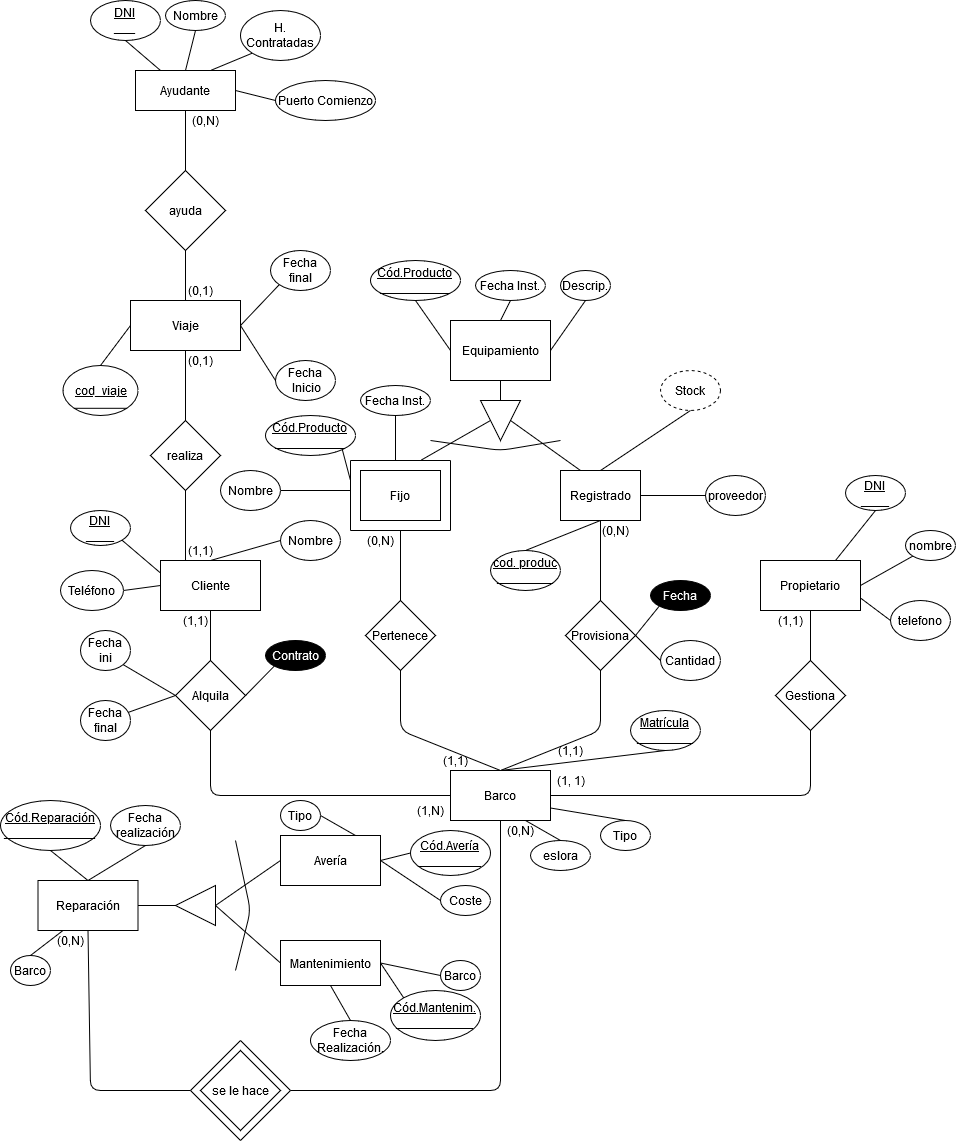 DNI
Nombre
H.
Contratadas
Ayudante
Puerto Comienzo
(0,N)
ayuda
Fecha
final
(0,1)
Viaje
(0,1)
cod_viaje
Fecha
Inicio
Cód.Producto
Fecha Inst.
Descrip.
Equipamiento
Stock
Fecha Inst.
Cód.Producto
realiza
Nombre
Fijo
Registrado
proveedor
DNI
(0,N)
(0,N)
DNI
Nombre
(1,1)
cod. produc
nombre
Teléfono
Cliente
Propietario
(1,1)
Fecha
(1,1)
telefono
Fecha
ini
Pertenece
Provisiona
Contrato
Cantidad
Alquila
Gestiona
Fecha
final
Matrícula
(1,1)
(1,1)
(1, 1)
Barco
(1,N)
(0,N)
Tipo
eslora
Cód.Reparación
Fecha
realización
Tipo
Avería
Cód.Avería
Coste
Reparación
(0,N)
Barco
Mantenimiento
Barco
Cód.Mantenim.
Fecha
Realización.
se le hace